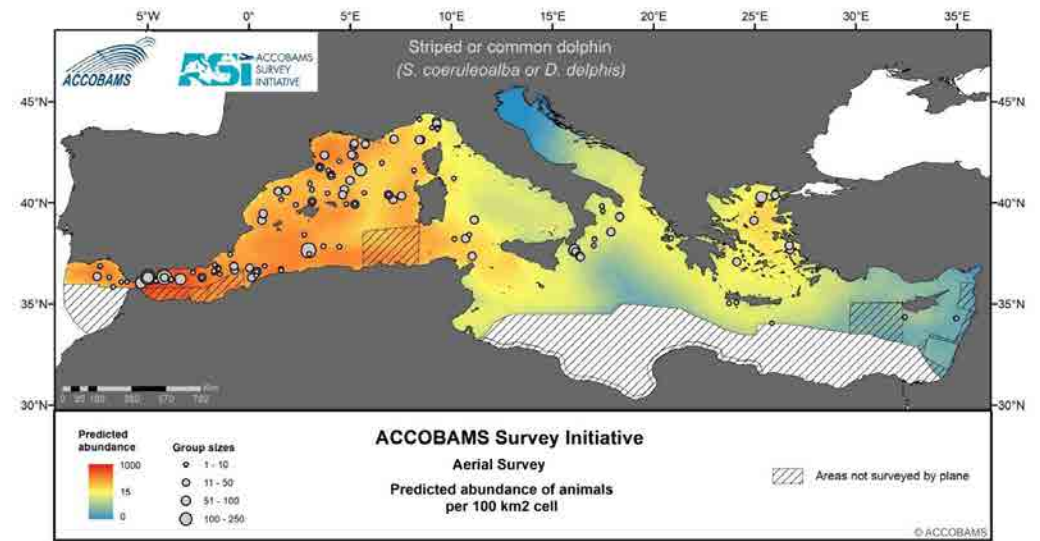 5°W 0° 5°E 10°E 15°E 20°E 25°E 30°E 35°E
ACCOBAMS
ASI ACCOBAMS
SURVEY
INITIATIVE
Striped or common dolphin
(S. coeruleoalba or D. delphis)
45°N 45°N
40°N 40°N
35°N 35°N
30°N 30°N
Predicted
abundance
1000
15
0
Group sizes
1 - 10
11 - 50
51 - 100
100 - 250
ACCOBAMS Survey Initiative
Aerial Survey
Predicted abundance of animals
per 100 km2 cell
Areas not surveyed by plane
© ACCOBAMS